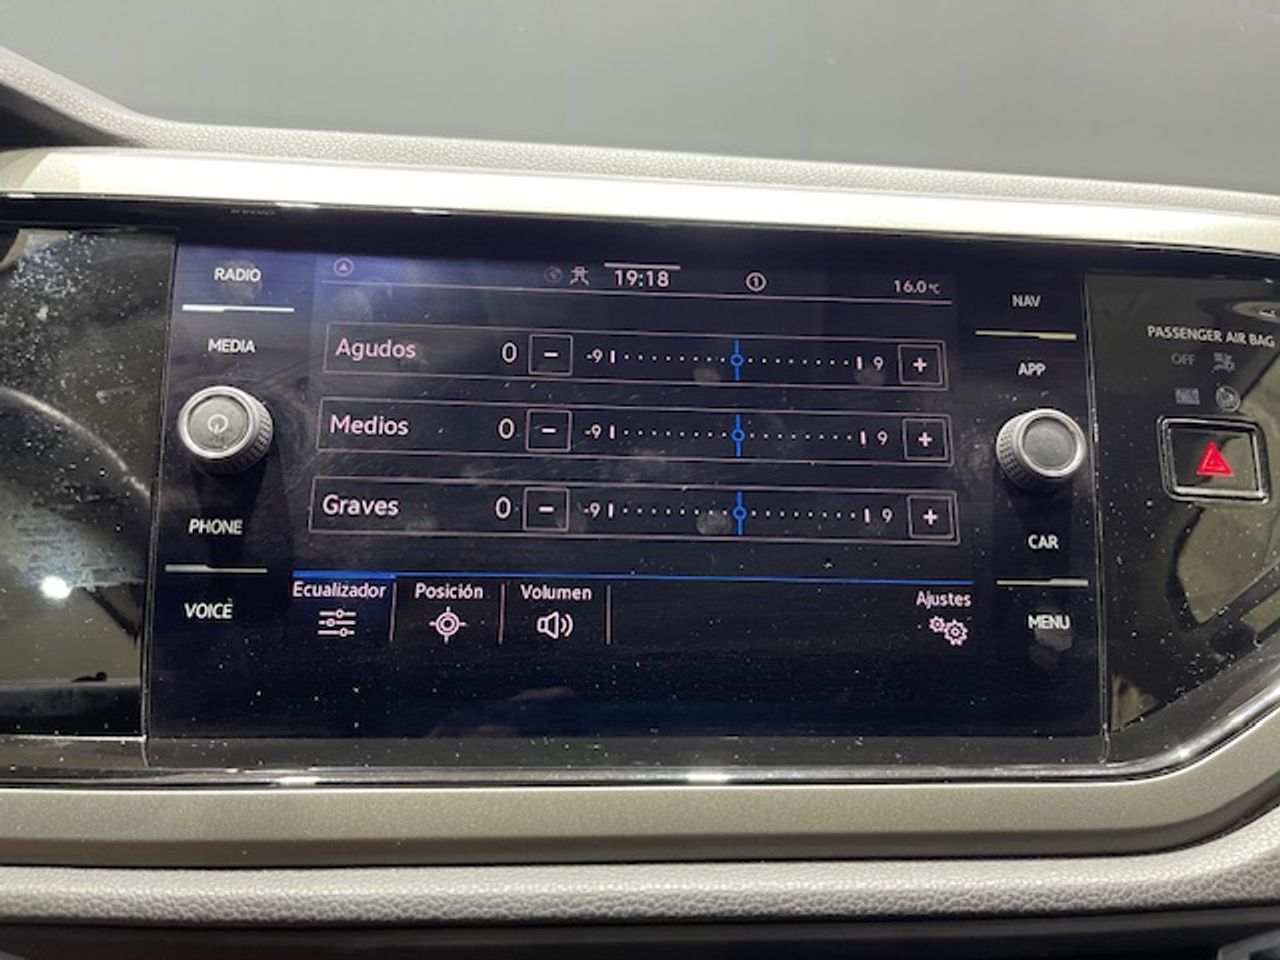 RADIO
MEDIA
PHONE
VOICE
19:18
1
16.0°C
Agudos 0 - -9 9 +
Medios 0 - -9 9 +
Graves 0 - -9 9 +
Ecualizador
Posición
Volumen
Ajustes
NAV
APP
CAR
MENU
PASSENGER AIR BAG
OFF